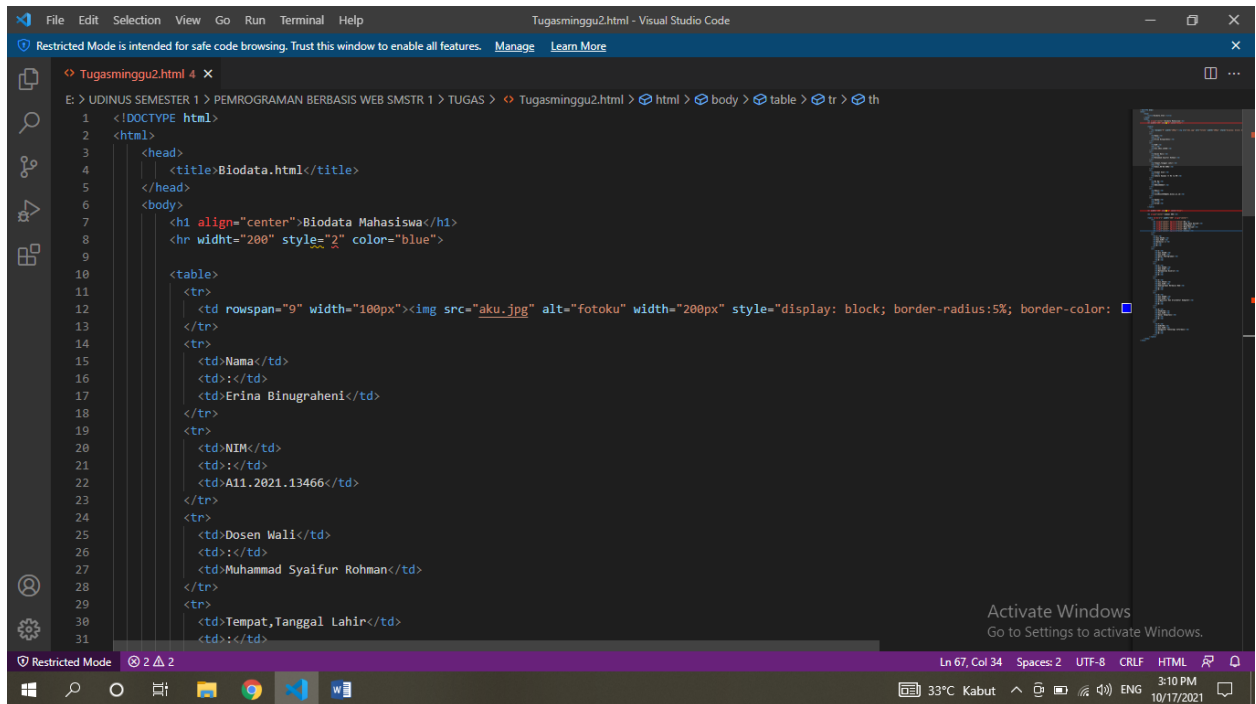 File Edit Selection View Go Run Terminal Help Tugasminggu2.html - Visual Studio Code
Restricted Mode is intended for safe code browsing. Trust this window to enable all features. Manage Learn More
Tugasminggu2.html 4
E: > UDINUS SEMESTER 1 > PEMROGRAMAN BERBASIS WEB SMSTR 1 > TUGAS > Tugasminggu2.html > html > body > table > tr > th
1 <!DOCTYPE html>
2 <html>
3 <head>
4 <title>Biodata.html</title>
5 </head>
6 <body>
7 <h1 align="center">Biodata Mahasiswa</h1>
8 <hr widht="200" style="2" color="blue">
9
10 <table>
11 <tr>
12 <td rowspan="9" width="100px"><img src="aku.jpg" alt="fotoku" width="200px" style="display: block; border-radius:5%; border-color:
13 </tr>
14 <tr>
15 <td>Nama</td>
16 <td>:</td>
17 <td>Erina Binugraheni</td>
18 </tr>
19 <tr>
20 <td>NIM</td>
21 <td>:</td>
22 <td>A11.2021.13466</td>
23 </tr>
24 <tr>
25 <td>Dosen Wali</td>
26 <td>:</td>
27 <td>Muhammad Syaifur Rohman</td>
28 </tr>
29 <tr>
30 <td>Tempat,Tanggal Lahir</td>
31 <td>:</td>
Activate Windows
Go to Settings to activate Windows.
Restricted Mode 2 2 Ln 67, Col 34 Spaces: 2 UTF-8 CRLF HTML
33°C Kabut ENG 3:10 PM
10/17/2021